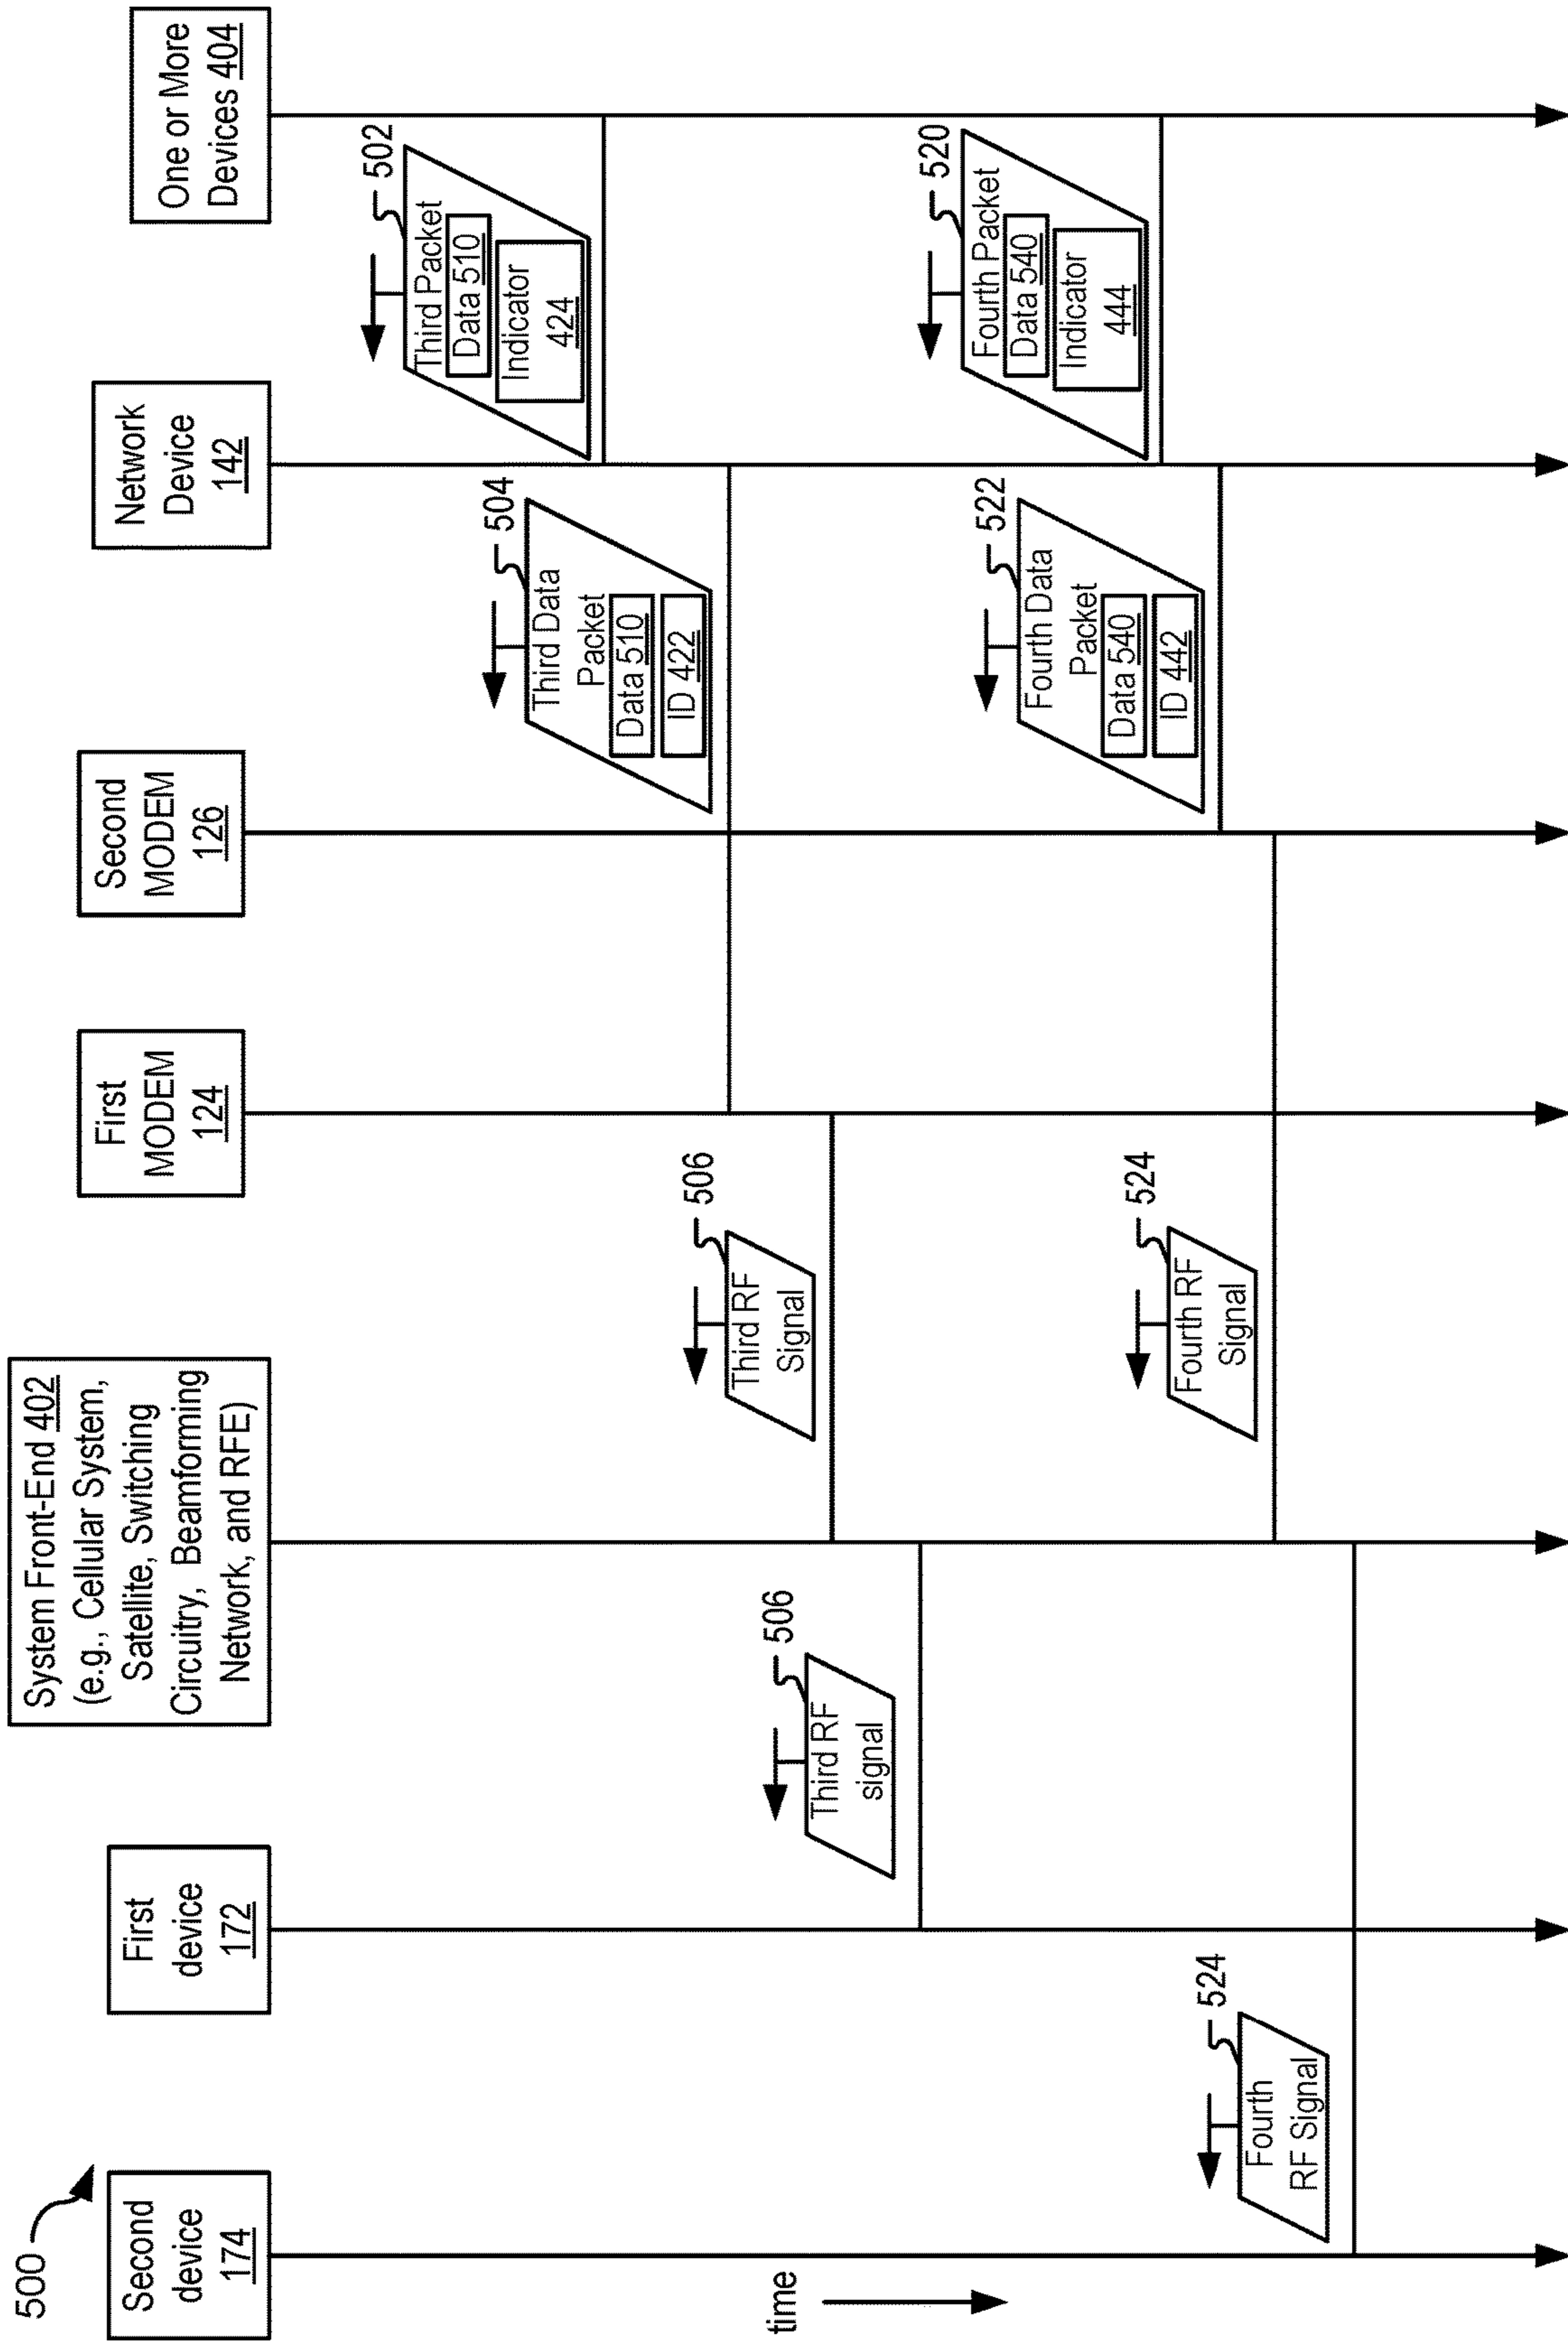 500
Second
device
174
First
device
172
System Front-End 402
(e.g., Cellular System,
Satellite, Switching
Circuitry, Beamforming
Network, and RFE)
First
MODEM
124
Second
MODEM
126
Network
Device
142
One or More
Devices 404
time
502
Third Packet
Data 510
Indicator
424
504
Third Data
Packet
Data 510
ID 422
506
Third RF
Signal
506
Third RF
signal
520
Fourth Packet
Data 540
Indicator
444
522
Fourth Data
Packet
Data 540
ID 442
524
Fourth RF
Signal
524
Fourth
RF Signal